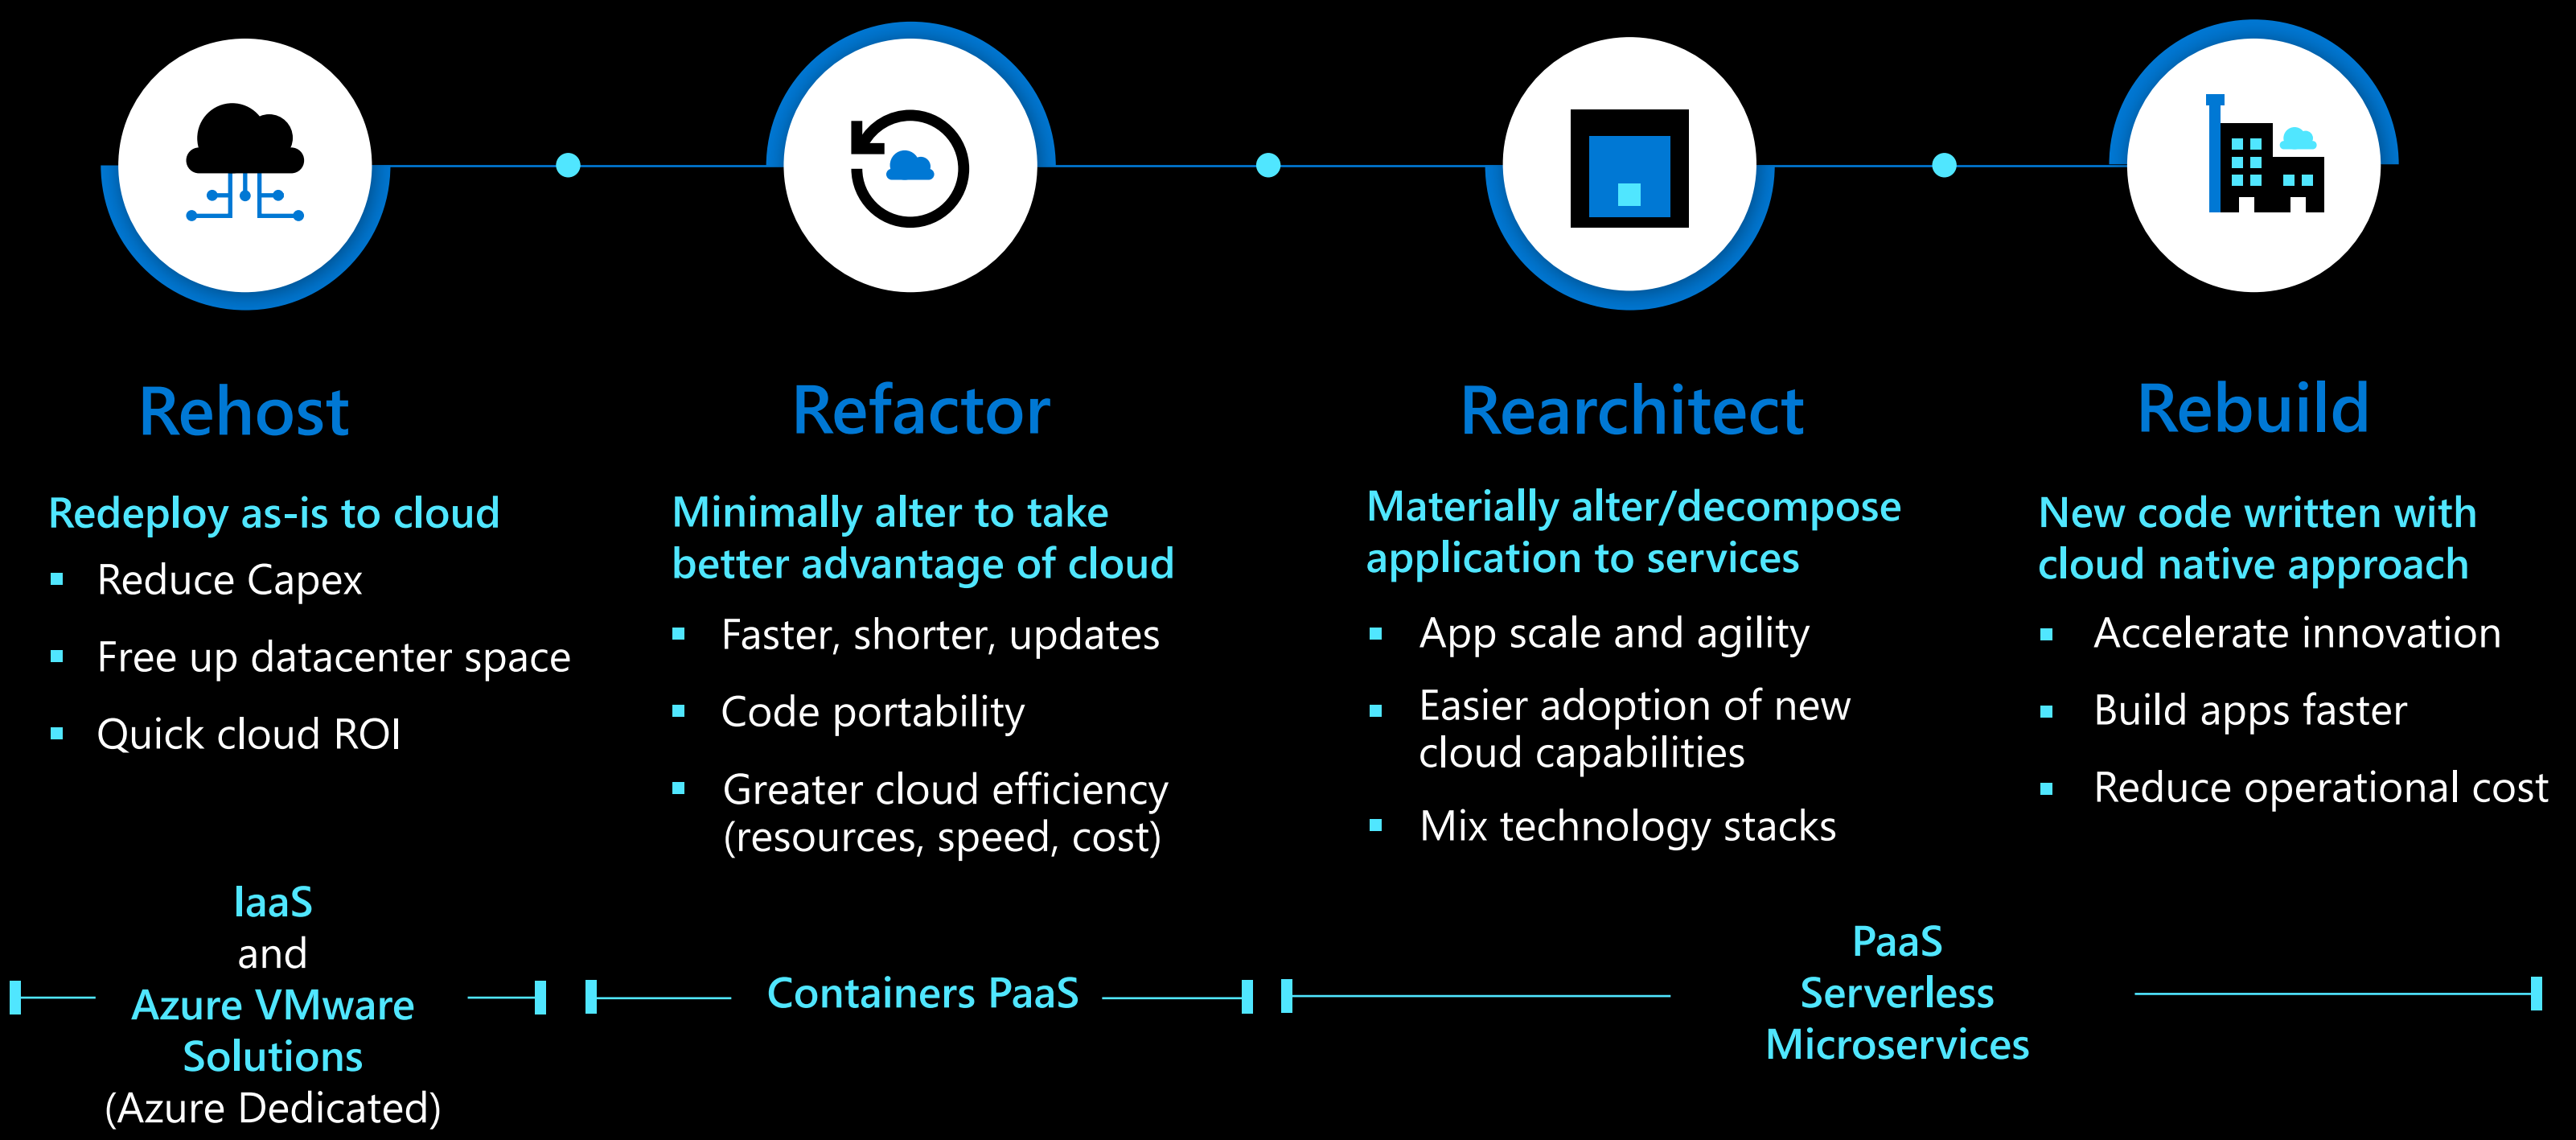 Rehost
Redeploy as-is to cloud
Reduce Capex
Free up datacenter space
Quick cloud ROI
Refactor
Minimally alter to take
better advantage of cloud
Faster, shorter, updates
Code portability
Greater cloud efficiency
(resources, speed, cost)
Rearchitect
Materially alter/decompose
application to services
App scale and agility
Easier adoption of new
cloud capabilities
Mix technology stacks
Rebuild
New code written with
cloud native approach
Accelerate innovation
Build apps faster
Reduce operational cost
IaaS
and
Azure VMware
Solutions
(Azure Dedicated)
Containers PaaS
PaaS
Serverless
Microservices